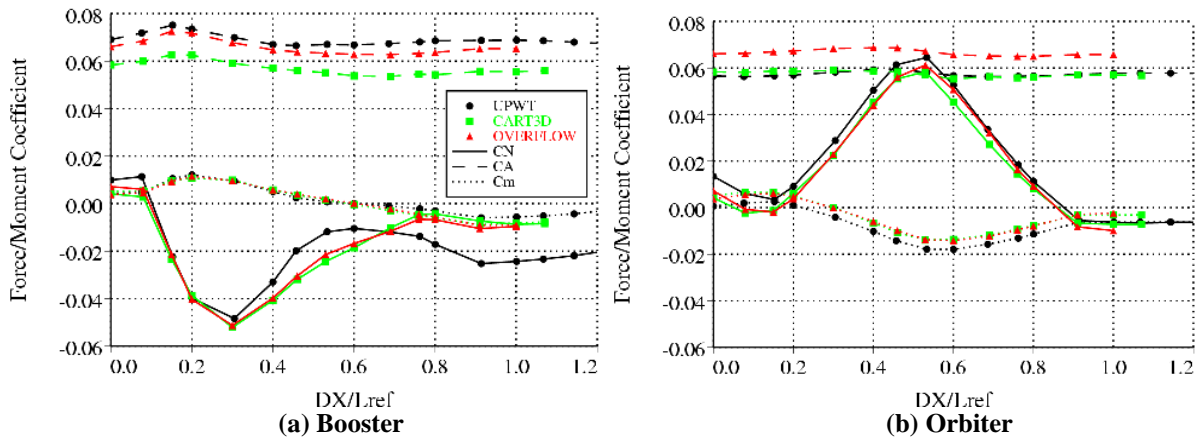 Force/Moment Coefficient
0.08
0.06
0.04
0.02
0.00
-0.02
-0.04
-0.06
UPWT
CART3D
OVERFLOW
CN
CA
Cm
0.0 0.2 0.4 0.6 0.8 1.0 1.2
DX/Lref
(a) Booster
Force/Moment Coefficient
0.08
0.06
0.04
0.02
0.00
-0.02
-0.04
-0.06
0.0 0.2 0.4 0.6 0.8 1.0 1.2
DX/Lref
(b) Orbiter